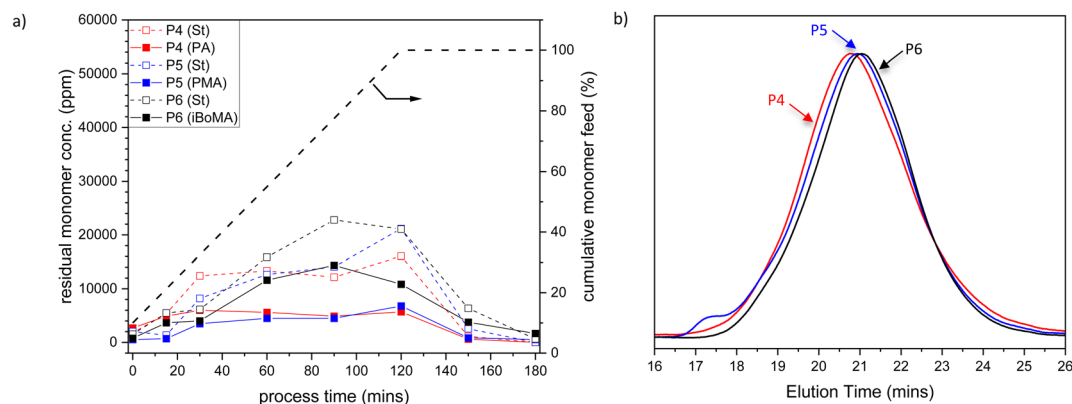 a)
60000
50000
40000
30000
20000
10000
0
residual monomer conc. (ppm)
P4 (St)
P4 (PA)
P5 (St)
P5 (PMA)
P6 (St)
P6 (iBoMA)
100
80
60
40
20
0
cumulative monomer feed (%)
0 20 40 60 80 100 120 140 160 180
process time (mins)
b)
P5
P6
P4
16 17 18 19 20 21 22 23 24 25 26
Elution Time (mins)